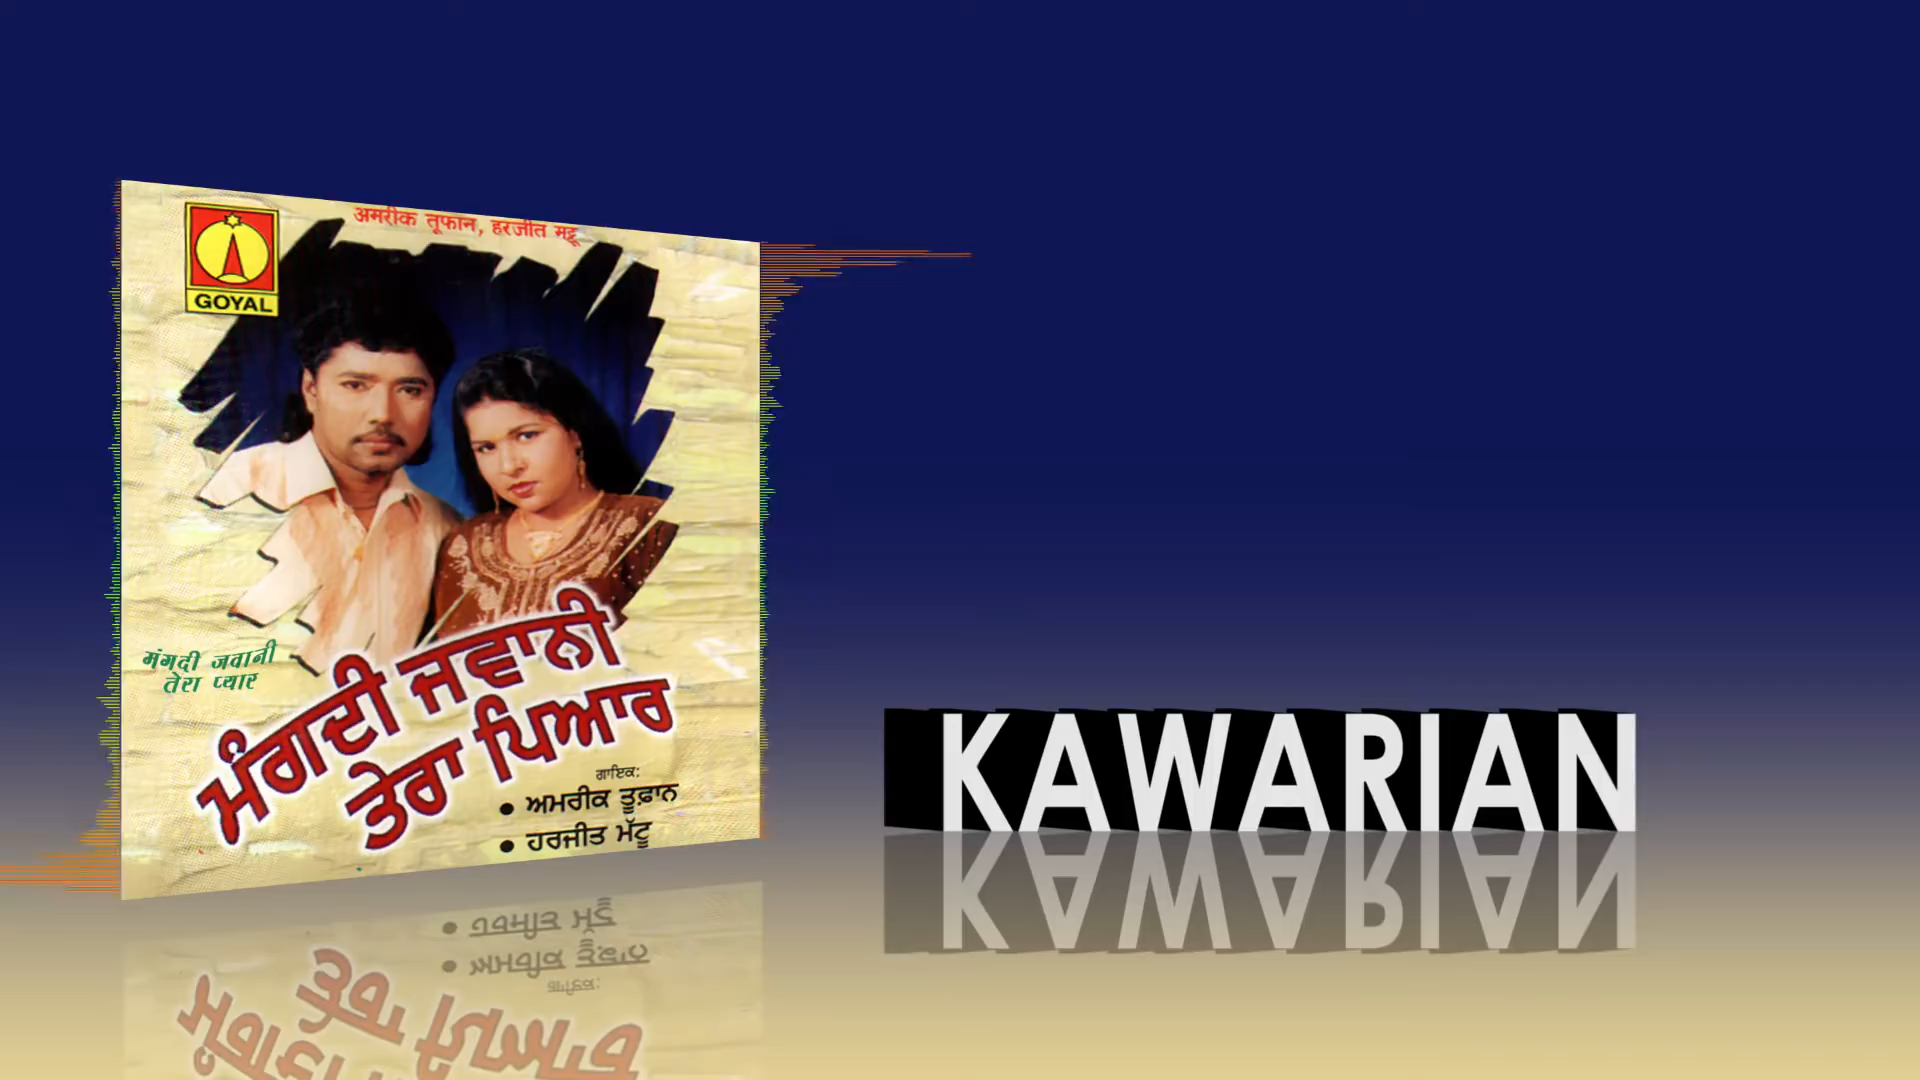 अमरीक तूफान, हरजीत मट्टू
GOYAL
मंगदी जवानी
तेरा प्यार
ਮੰਗਦੀ ਜਵਾਨੀ
ਤੇਰਾ ਪਿਆਰ
ਗਾਇਕ:
• ਅਮਰੀਕ ਤੂਫ਼ਾਨ
• ਹਰਜੀਤ ਮੱਟੂ
KAWARIAN